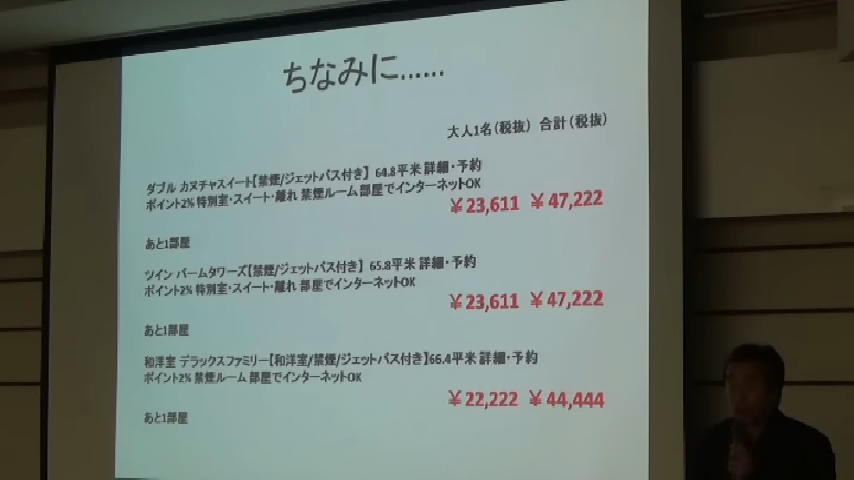 ちなみに……
大人1名（税抜） 合計（税抜）
ダブル カヌチャスイート【禁煙/ジェットバス付き】 64.8平米 詳細・予約
ポイント2% 特別室・スイート・離れ 禁煙ルーム 部屋でインターネットOK
￥23,611 ￥47,222
あと1部屋
ツイン パームタワーズ【禁煙/ジェットバス付き】 65.8平米 詳細・予約
ポイント2% 特別室・スイート・離れ 部屋でインターネットOK
￥23,611 ￥47,222
あと1部屋
和洋室 デラックスファミリー【和洋室/禁煙/ジェットバス付き】66.4平米 詳細・予約
ポイント2% 禁煙ルーム 部屋でインターネットOK
￥22,222 ￥44,444
あと1部屋